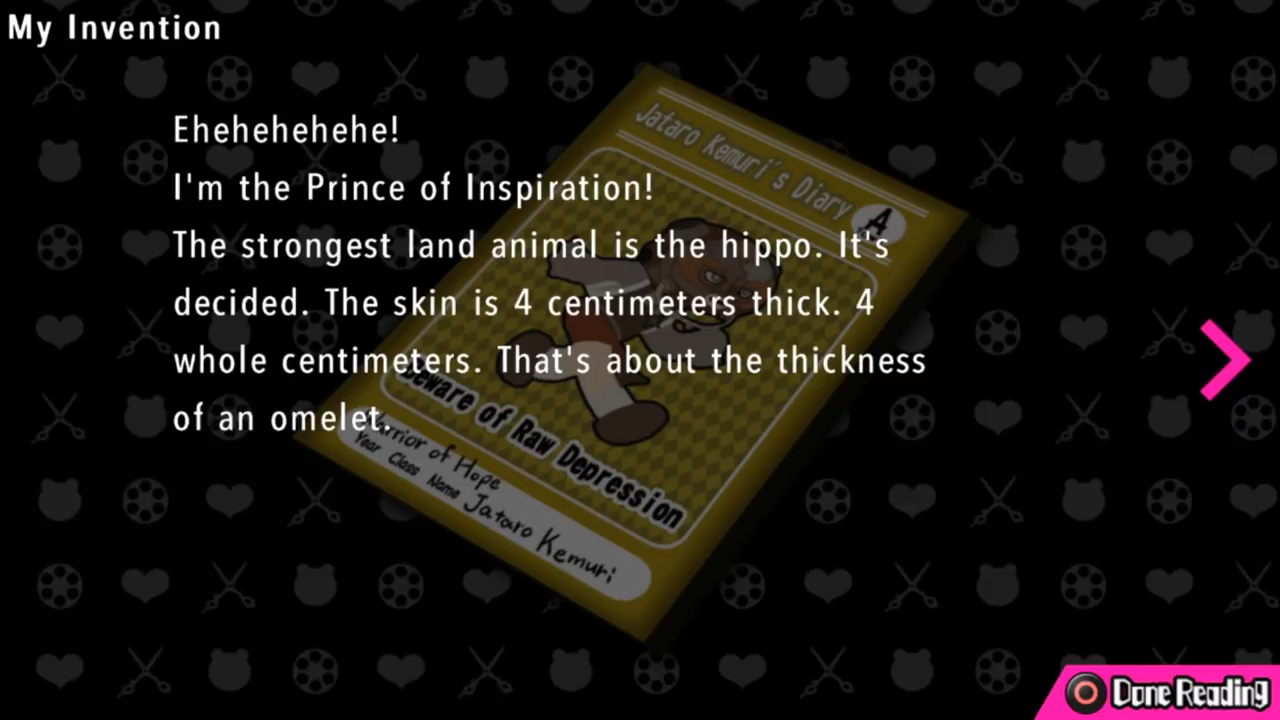 My Invention
Ehehehehehe!
I'm the Prince of Inspiration!
The strongest land animal is the hippo. It's
decided. The skin is 4 centimeters thick. 4
whole centimeters. That's about the thickness
of an omelet.
Jataro Kemuri's Diary
A
Beware of Raw Depression
Warrior of Hope
Year Class Name Jataro Kemuri
Done Reading